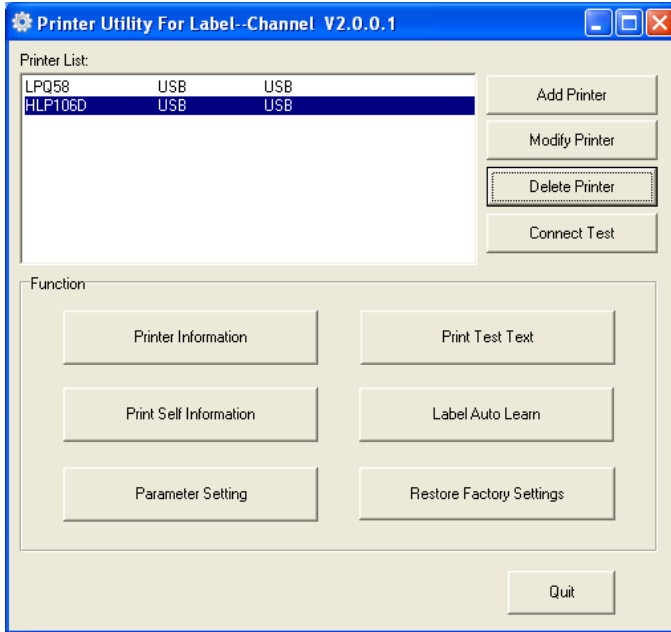 Printer Utility For Label--Channel V2.0.0.1
Printer List:
LPQ58 USB USB
HLP106D USB USB
Add Printer
Modify Printer
Delete Printer
Connect Test
Function
Printer Information
Print Test Text
Print Self Information
Label Auto Learn
Parameter Setting
Restore Factory Settings
Quit